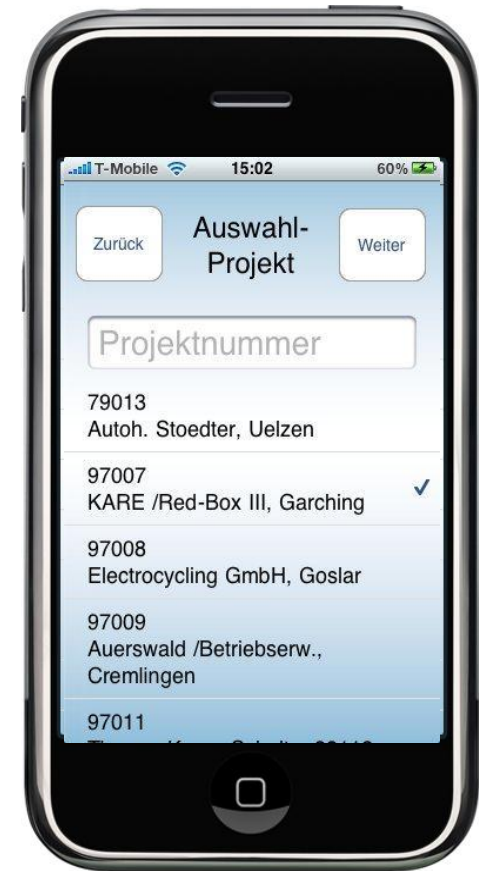 T-Mobile 15:02 60%
Zurück
Auswahl-
Projekt
Weiter
Projektnummer
79013
Autoh. Stoedter, Uelzen
97007
KARE /Red-Box III, Garching
97008
Electrocycling GmbH, Goslar
97009
Auerswald /Betriebserw.,
Cremlingen
97011